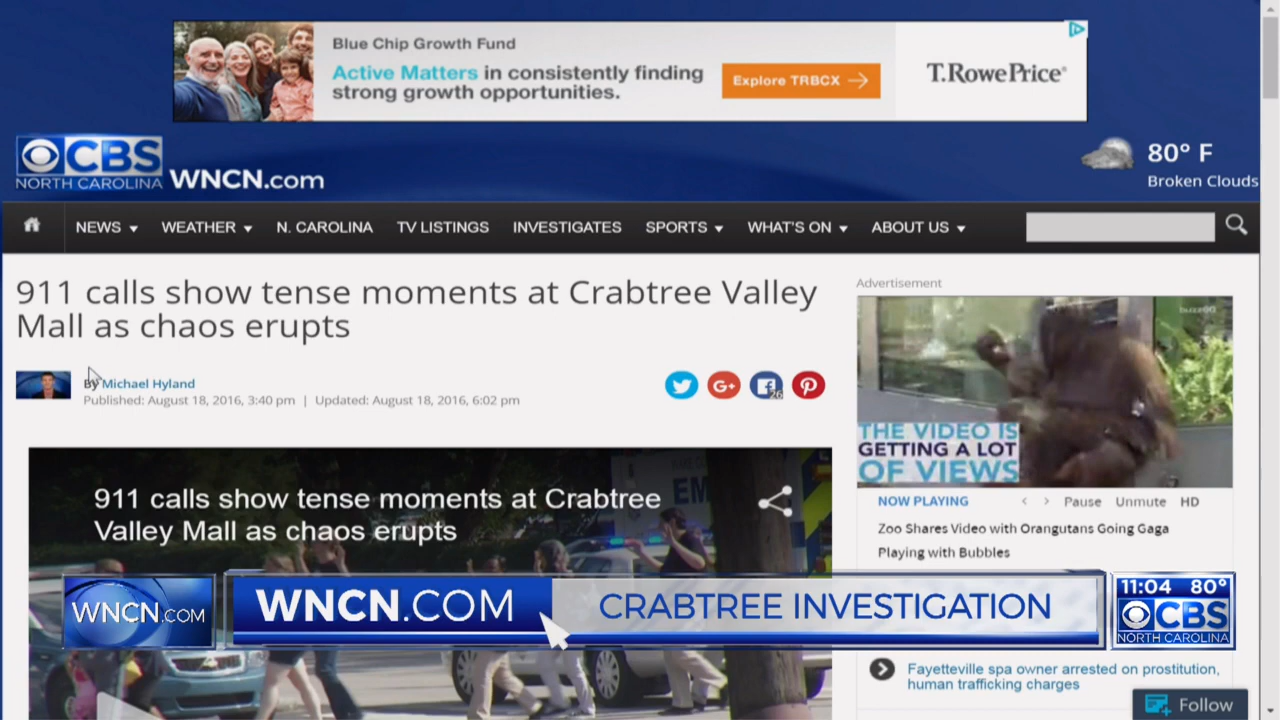 Blue Chip Growth Fund
Active Matters in consistently finding
strong growth opportunities.
Explore TRBCX
T.RowePrice®
CBS
NORTH CAROLINA
WNCN.com
80° F
Broken Clouds
NEWS
WEATHER
N. CAROLINA
TV LISTINGS
INVESTIGATES
SPORTS
WHAT'S ON
ABOUT US
911 calls show tense moments at Crabtree Valley
Mall as chaos erupts
By Michael Hyland
Published: August 18, 2016, 3:40 pm | Updated: August 18, 2016, 6:02 pm
26
Advertisement
buzz60
THE VIDEO IS
GETTING A LOT
OF VIEWS
NOW PLAYING
Pause
Unmute
HD
Zoo Shares Video with Orangutans Going Gaga
Playing with Bubbles
911 calls show tense moments at Crabtree
Valley Mall as chaos erupts
EM
WNCN.COM
WNCN.COM
CRABTREE INVESTIGATION
11:04 80°
CBS
NORTH CAROLINA
Fayetteville spa owner arrested on prostitution,
human trafficking charges
Follow